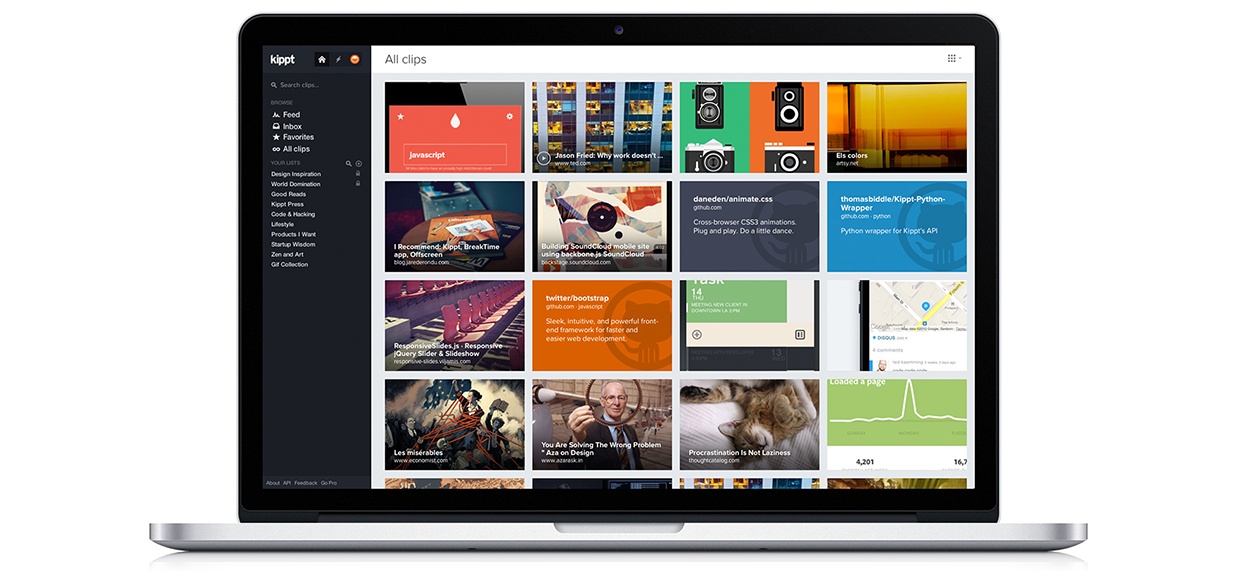 kippt
All clips
Search clips...
BROWSE
Feed
Inbox
Favorites
All clips
YOUR LISTS
Design Inspiration
World Domination
Good Reads
Kippt Press
Code & Hacking
Lifestyle
Products I Want
Startup Wisdom
Zen and Art
Gif Collection
About API Feedback Go Pro
javascript
Jason Fried: Why work doesn't ...
www.ted.com
Els colors
artsy.net
I Recommend: Kippt, BreakTime
app, Offscreen
blog.jarederondu.com
Building SoundCloud mobile site
using backbone.js SoundCloud
backstage.soundcloud.com
daneden/animate.css
github.com
Cross-browser CSS3 animations.
Plug and play. Do a little dance.
thomasbiddle/Kippt-Python-
Wrapper
github.com · python
Python wrapper for Kippt's API
ResponsiveSlides.js · Responsive
jQuery Slider & Slideshow
responsive-slides.viljamis.com
twitter/bootstrap
github.com · javascript
Sleek, intuitive, and powerful front-
end framework for faster and
easier web development.
Task
14
THU
MEETING NEW CLIENT IN
DOWNTOWN LA 3 PM
13
Google
DISQUS
4 comments
Les misérables
www.economist.com
You Are Solving The Wrong Problem
" Aza on Design
www.azarask.in
Procrastination Is Not Laziness
thoughtcatalog.com
Loaded a page
4,201
16,7